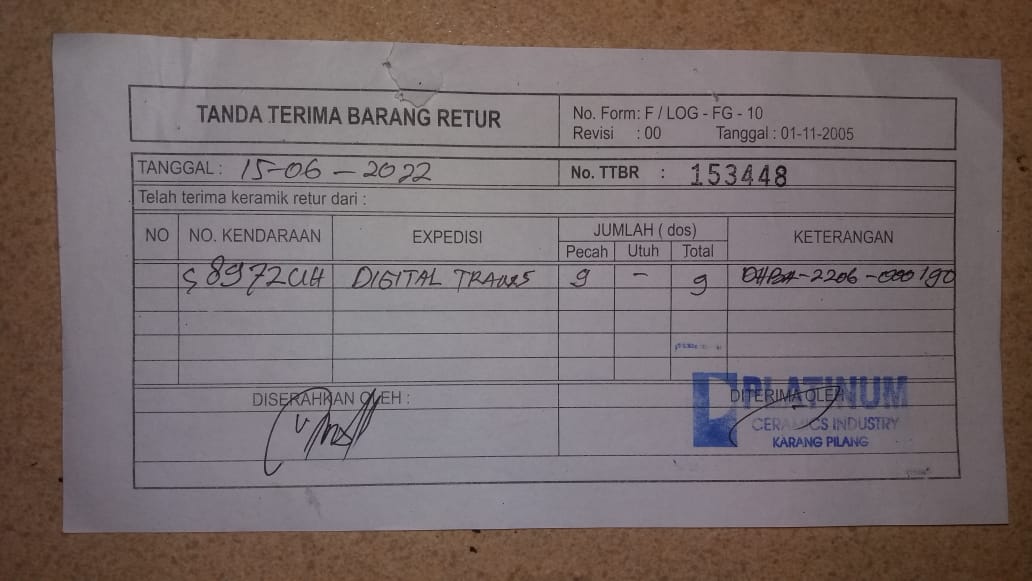 TANDA TERIMA BARANG RETUR
No. Form: F / LOG - FG - 10
Revisi : 00 Tanggal : 01-11-2005
TANGGAL : 15-06-2022
No. TTBR : 153448
Telah terima keramik retur dari :
NO NO. KENDARAAN EXPEDISI JUMLAH ( dos) KETERANGAN
Pecah Utuh Total
S 8972 UH DIGITAL TRANS 9 - 9 -2206-000190
DISERAHKAN OLEH :
DITERIMA OLEH
PLATINUM
CERAMICS INDUSTRY
KARANG PILANG